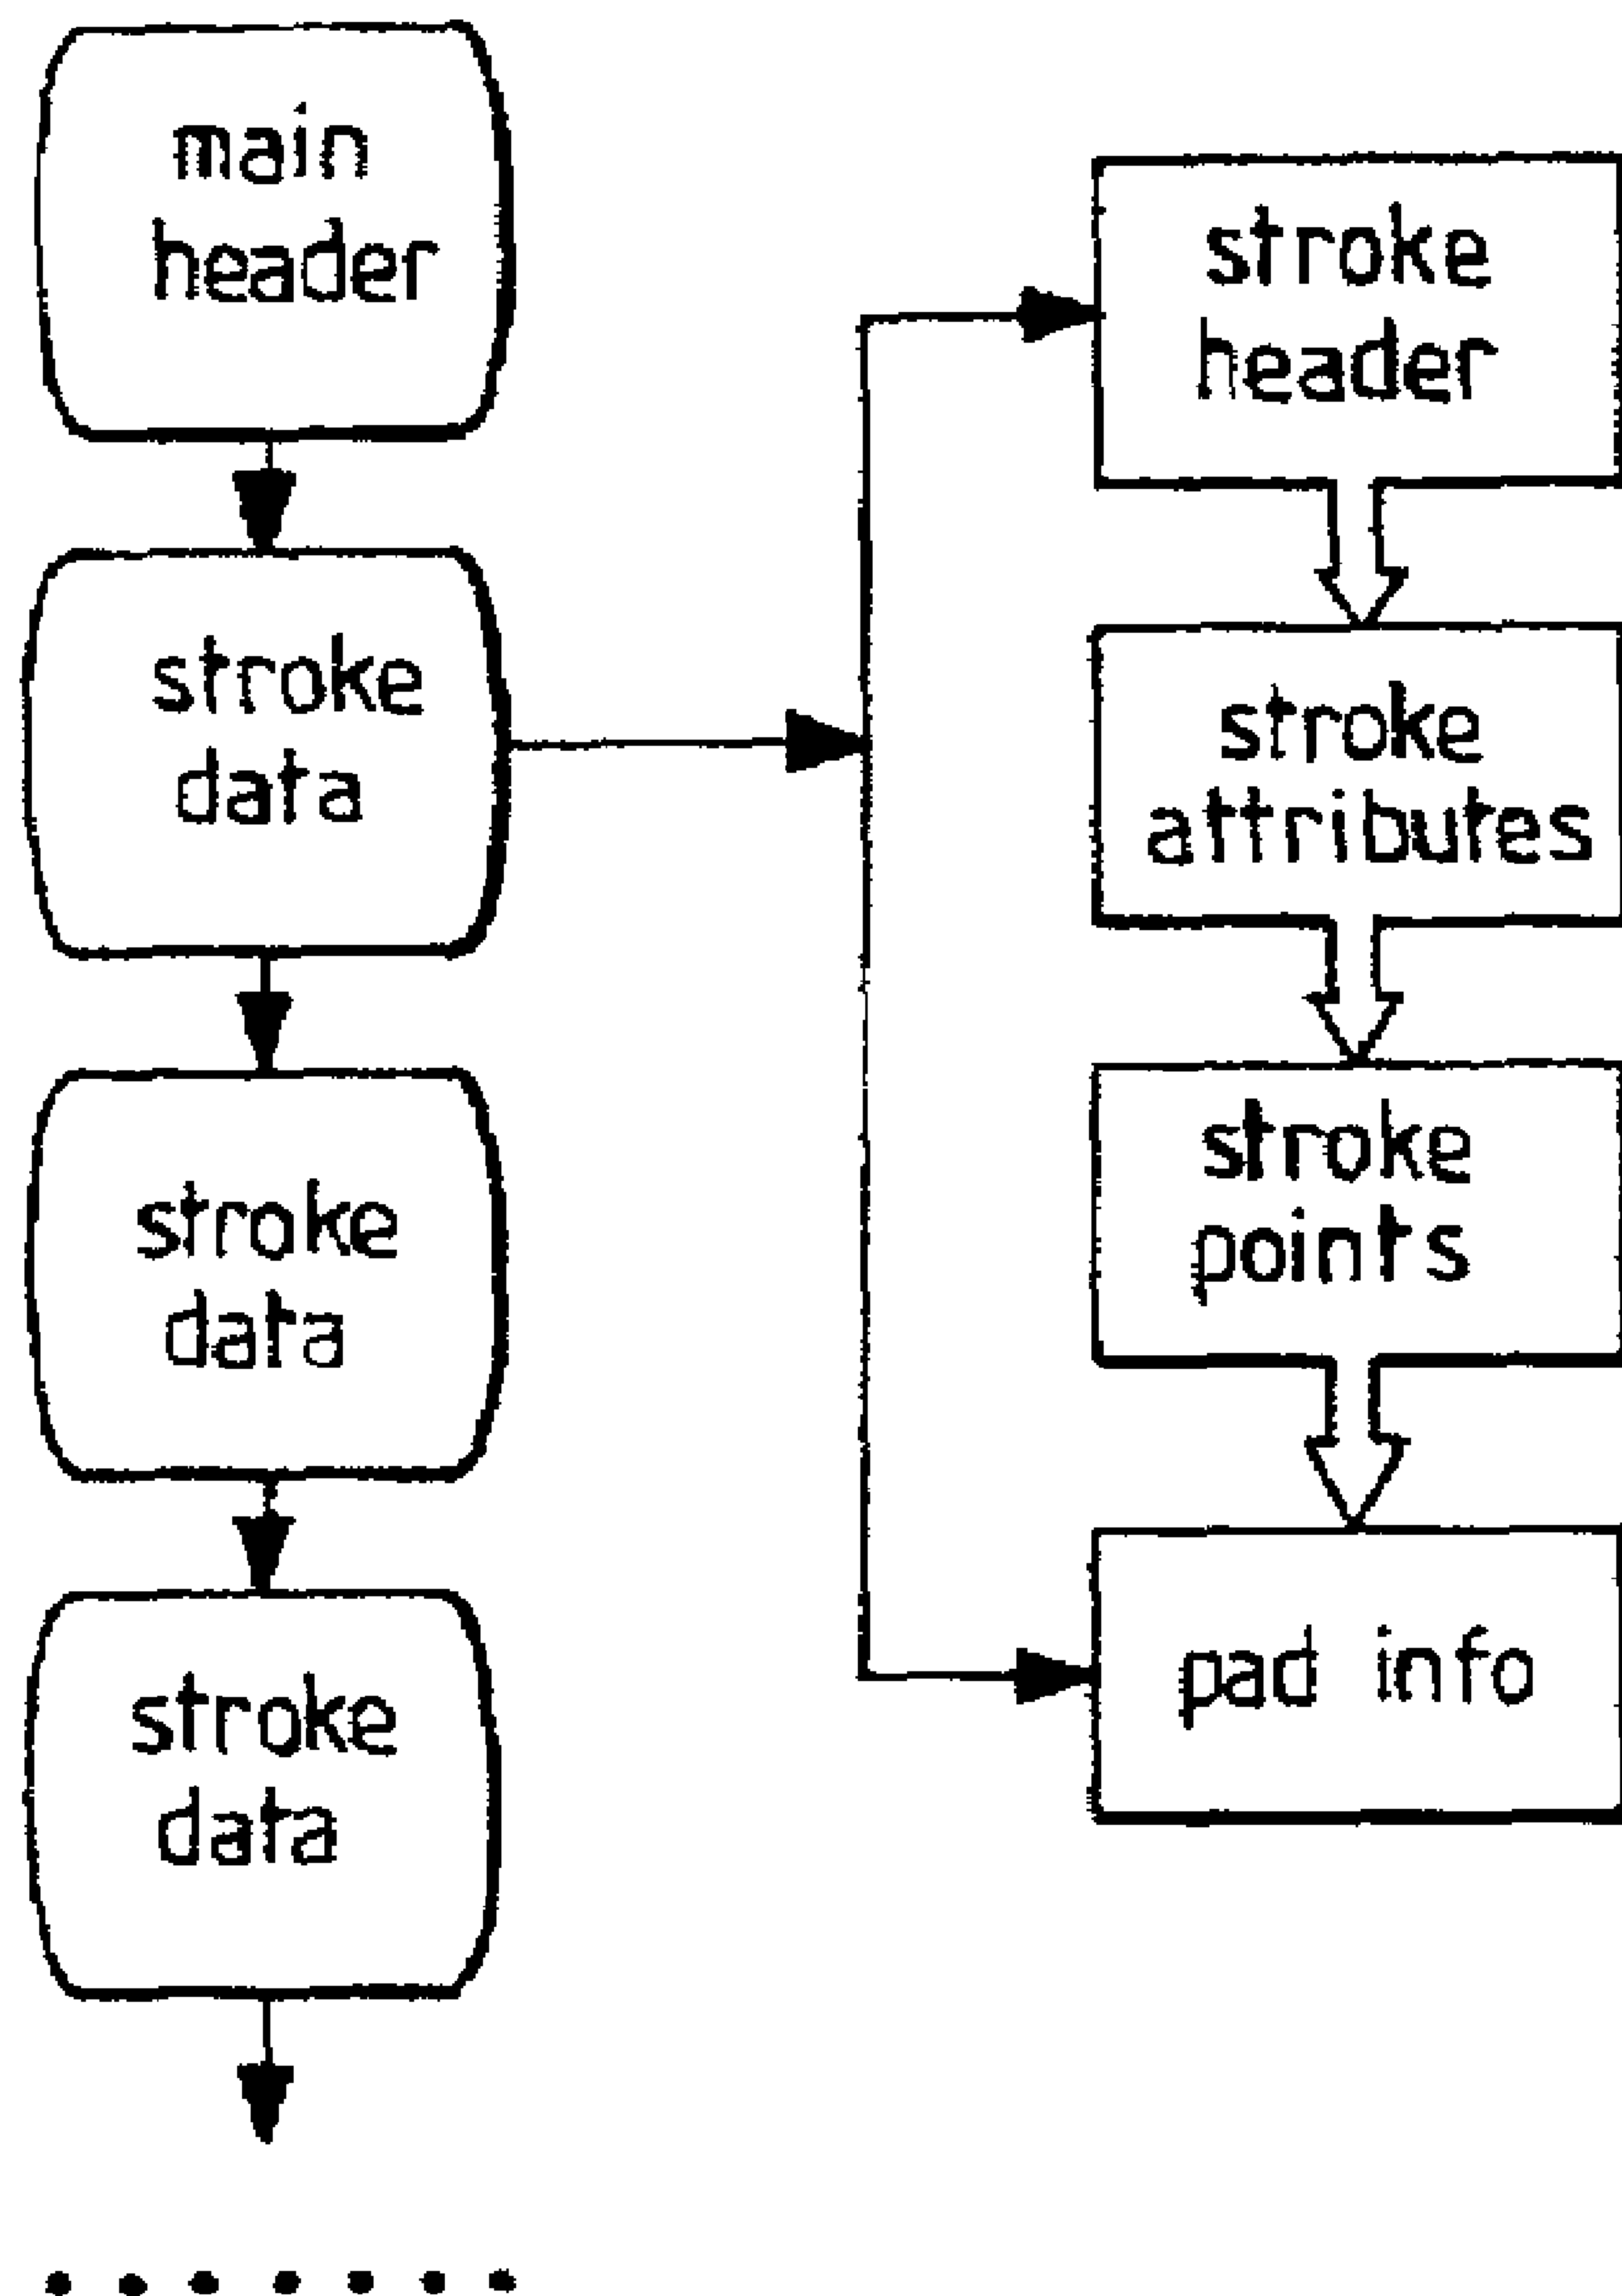 main
header
stroke
data
stroke
data
stroke
data
stroke
header
stroke
attributes
stroke
points
pad info
.......